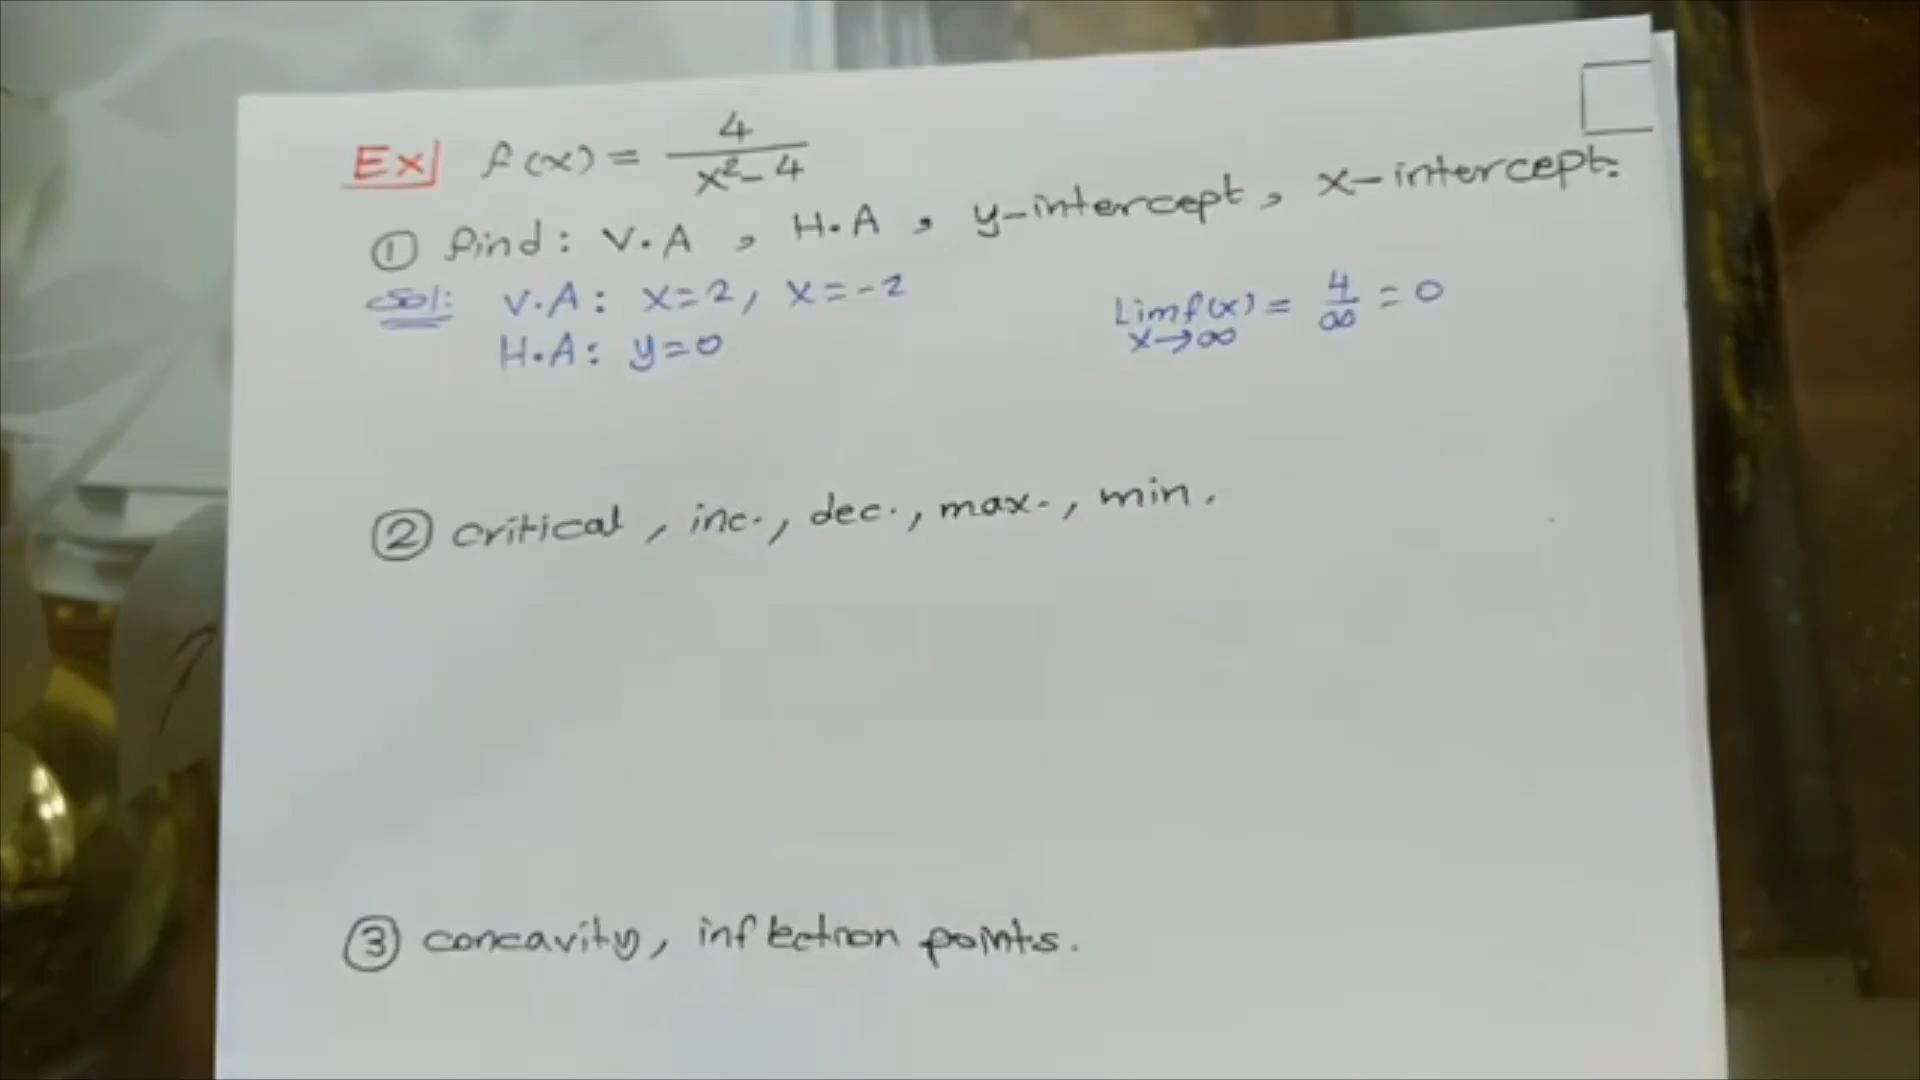 Ex| f(x) = 4/(x²-4)
① find: V.A , H.A , y-intercept, x-intercept:
Sol: V.A: x=2, x=-2
H.A: y=0
Lim f(x) = 4/∞ = 0
x→∞
② critical, inc., dec., max., min.
③ concavity, inflection points.